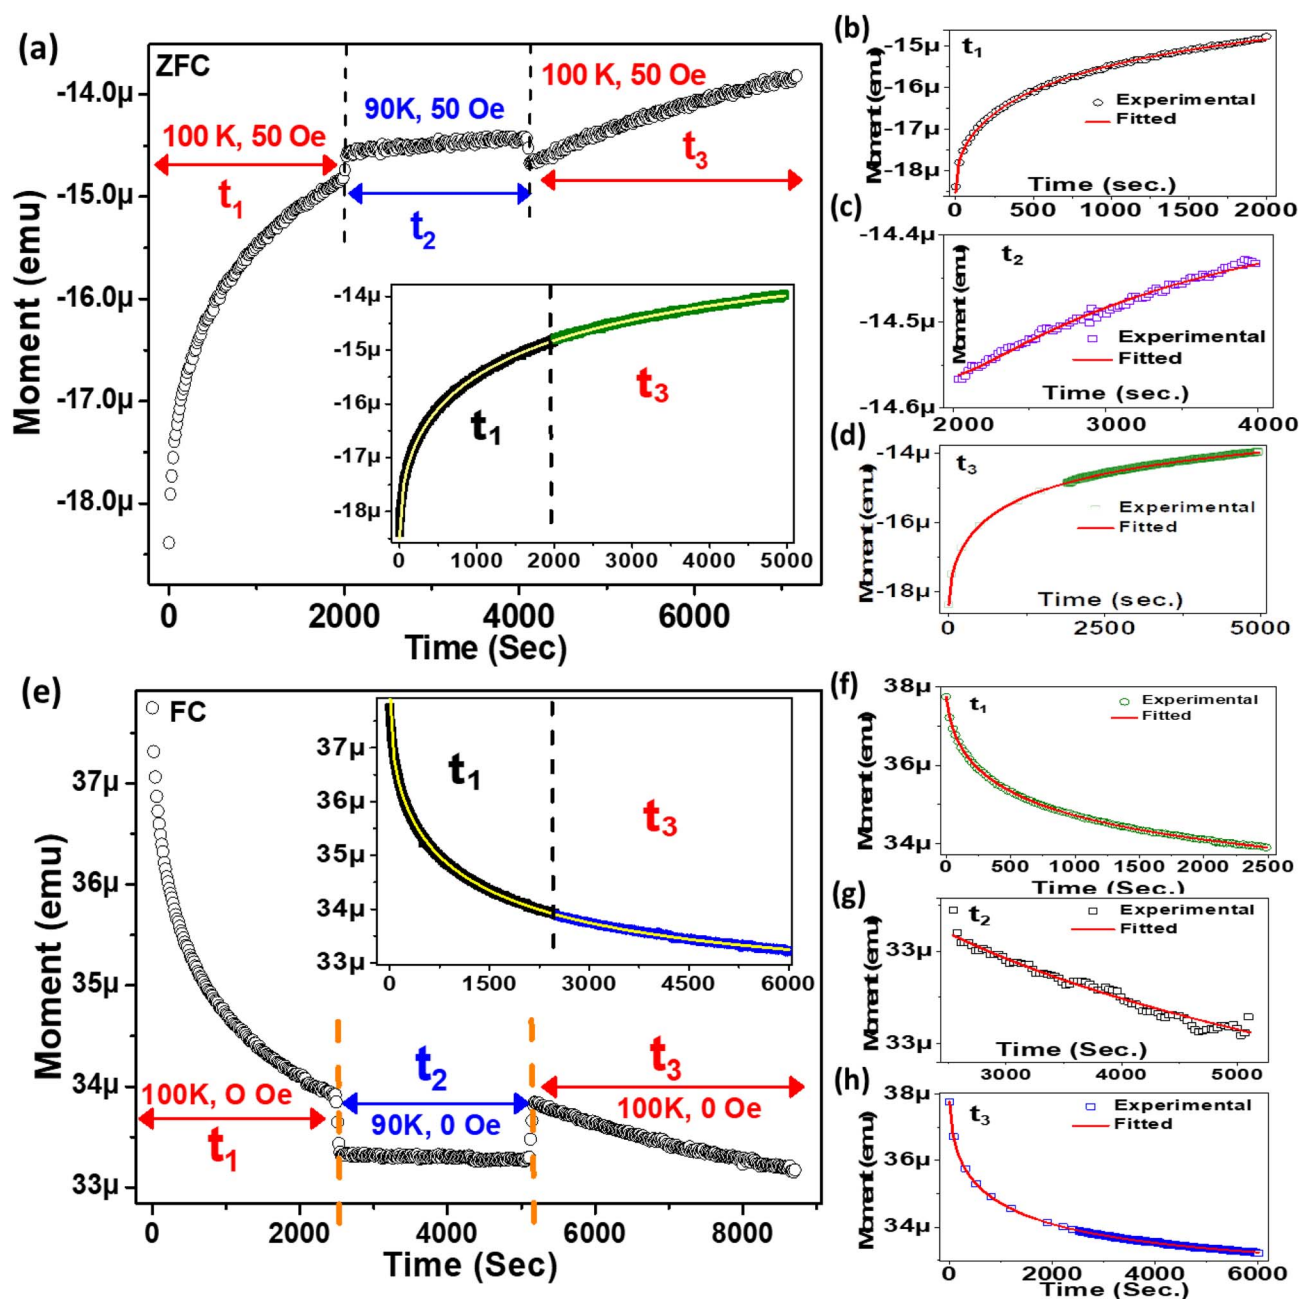 (a)
ZFC
-14.0μ
-15.0μ
-16.0μ
-17.0μ
-18.0μ
Moment (emu)
100 K, 50 Oe
t1
90K, 50 Oe
t2
100 K, 50 Oe
t3
-14μ
-15μ
-16μ
-17μ
-18μ
t1
t3
0 1000 2000 3000 4000 5000
0 2000 4000 6000
Time (Sec)
(b)
t1
-15μ
-16μ
-17μ
-18μ
Moment (emu)
Experimental
Fitted
Time (sec.)
0 500 1000 1500 2000
(c)
t2
-14.4μ
-14.5μ
-14.6μ
Moment (emu)
Experimental
Fitted
Time (sec.)
2000 3000 4000
(d)
t3
-14μ
-16μ
-18μ
Moment (emu)
Experimental
Fitted
Time (sec.)
0 2500 5000
(e)
FC
37μ
36μ
35μ
34μ
33μ
Moment (emu)
37μ
36μ
35μ
34μ
33μ
t1
t3
0 1500 3000 4500 6000
100K, O Oe
t1
t2
90K, 0 Oe
t3
100K, 0 Oe
0 2000 4000 6000 8000
Time (Sec)
(f)
t1
38μ
36μ
34μ
Moment (emu)
Experimental
Fitted
0 500 1000 1500 2000 2500
Time (Sec.)
(g)
t2
33μ
33μ
Moment (emu)
Experimental
Fitted
Time (Sec.)
3000 4000 5000
(h)
t3
38μ
36μ
34μ
Moment (emu)
Experimental
Fitted
Time (Sec.)
0 2000 4000 6000